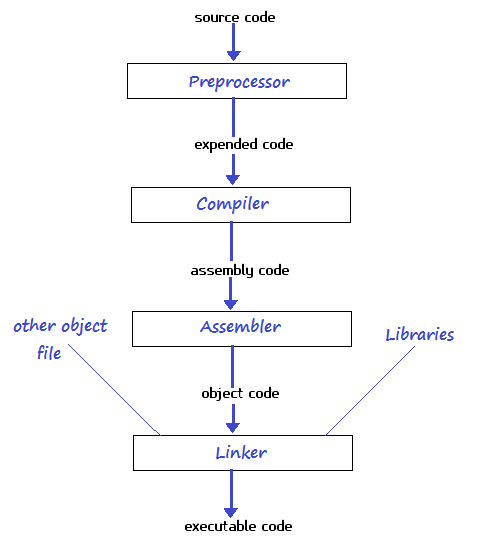 source code
Preprocessor
expended code
Compiler
assembly code
other object
file
Assembler
Libraries
object code
Linker
executable code